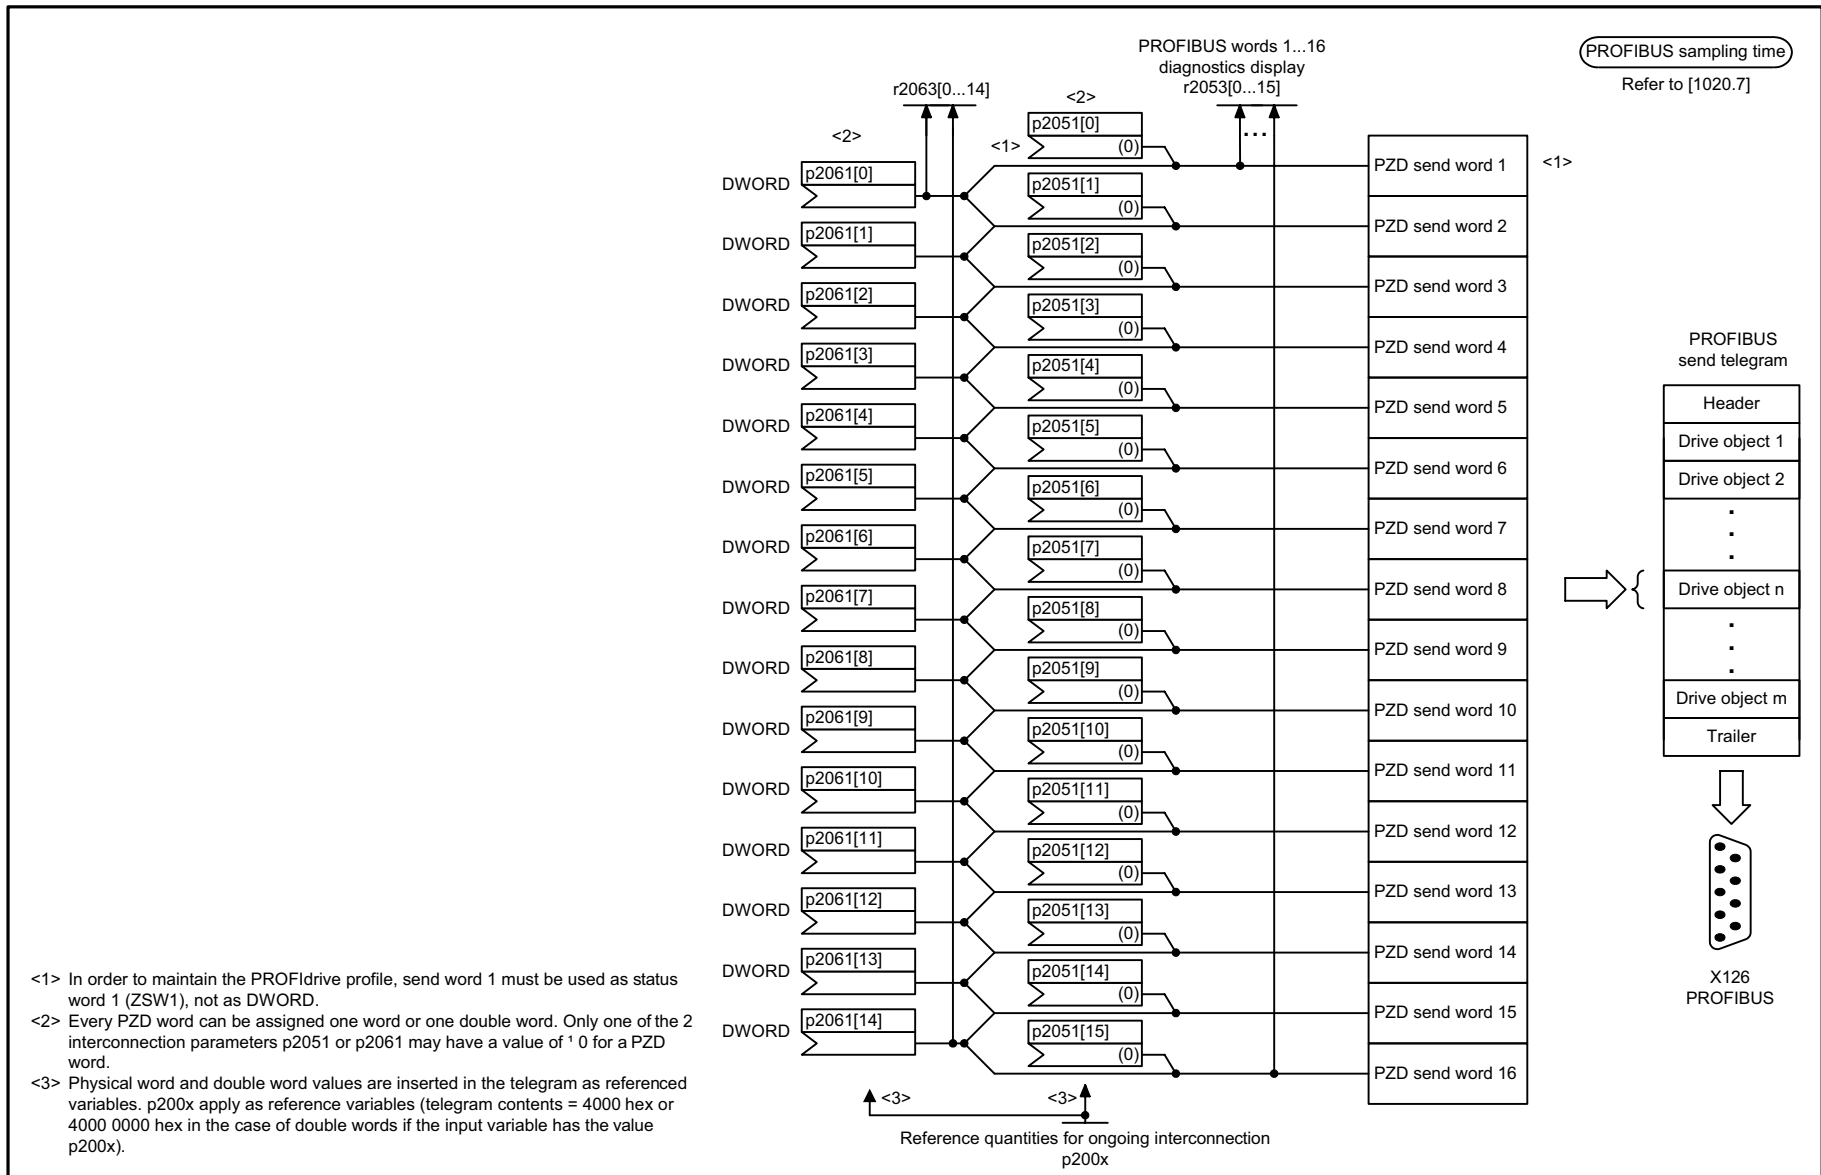 PROFIBUS words 1...16
diagnostics display
r2053[0...15]
PROFIBUS sampling time
Refer to [1020.7]
r2063[0...14]
<2>
<2>
<1>
...
<1>
p2051[0]
(0)
PZD send word 1
DWORD
p2061[0]
p2051[1]
(0)
PZD send word 2
DWORD
p2061[1]
p2051[2]
(0)
PZD send word 3
DWORD
p2061[2]
p2051[3]
(0)
PZD send word 4
DWORD
p2061[3]
p2051[4]
(0)
PZD send word 5
DWORD
p2061[4]
p2051[5]
(0)
PZD send word 6
DWORD
p2061[5]
p2051[6]
(0)
PZD send word 7
DWORD
p2061[6]
p2051[7]
(0)
PZD send word 8
DWORD
p2061[7]
p2051[8]
(0)
PZD send word 9
DWORD
p2061[8]
p2051[9]
(0)
PZD send word 10
DWORD
p2061[9]
p2051[10]
(0)
PZD send word 11
DWORD
p2061[10]
p2051[11]
(0)
PZD send word 12
DWORD
p2061[11]
p2051[12]
(0)
PZD send word 13
DWORD
p2061[12]
p2051[13]
(0)
PZD send word 14
DWORD
p2061[13]
p2051[14]
(0)
PZD send word 15
DWORD
p2061[14]
p2051[15]
(0)
PZD send word 16
PROFIBUS
send telegram
Header
Drive object 1
Drive object 2
Drive object n
Drive object m
Trailer
X126
PROFIBUS
<1> In order to maintain the PROFIdrive profile, send word 1 must be used as status
word 1 (ZSW1), not as DWORD.
<2> Every PZD word can be assigned one word or one double word. Only one of the 2
interconnection parameters p2051 or p2061 may have a value of ¹ 0 for a PZD
word.
<3> Physical word and double word values are inserted in the telegram as referenced
variables. p200x apply as reference variables (telegram contents = 4000 hex or
4000 0000 hex in the case of double words if the input variable has the value
p200x).
<3>
<3>
Reference quantities for ongoing interconnection
p200x